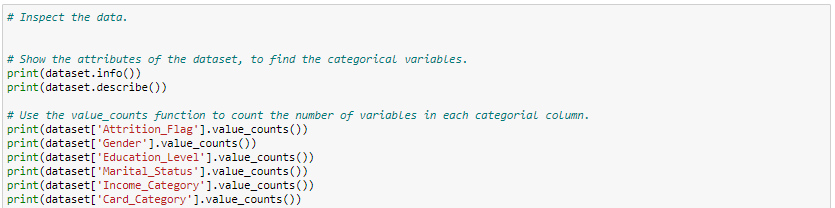 # Inspect the data.
# Show the attributes of the dataset, to find the categorical variables.
print(dataset.info())
print(dataset.describe())
# Use the value_counts function to count the number of variables in each categorial column.
print(dataset['Attrition_Flag'].value_counts())
print(dataset['Gender'].value_counts())
print(dataset['Education_Level'].value_counts())
print(dataset['Marital_Status'].value_counts())
print(dataset['Income_Category'].value_counts())
print(dataset['Card_Category'].value_counts())